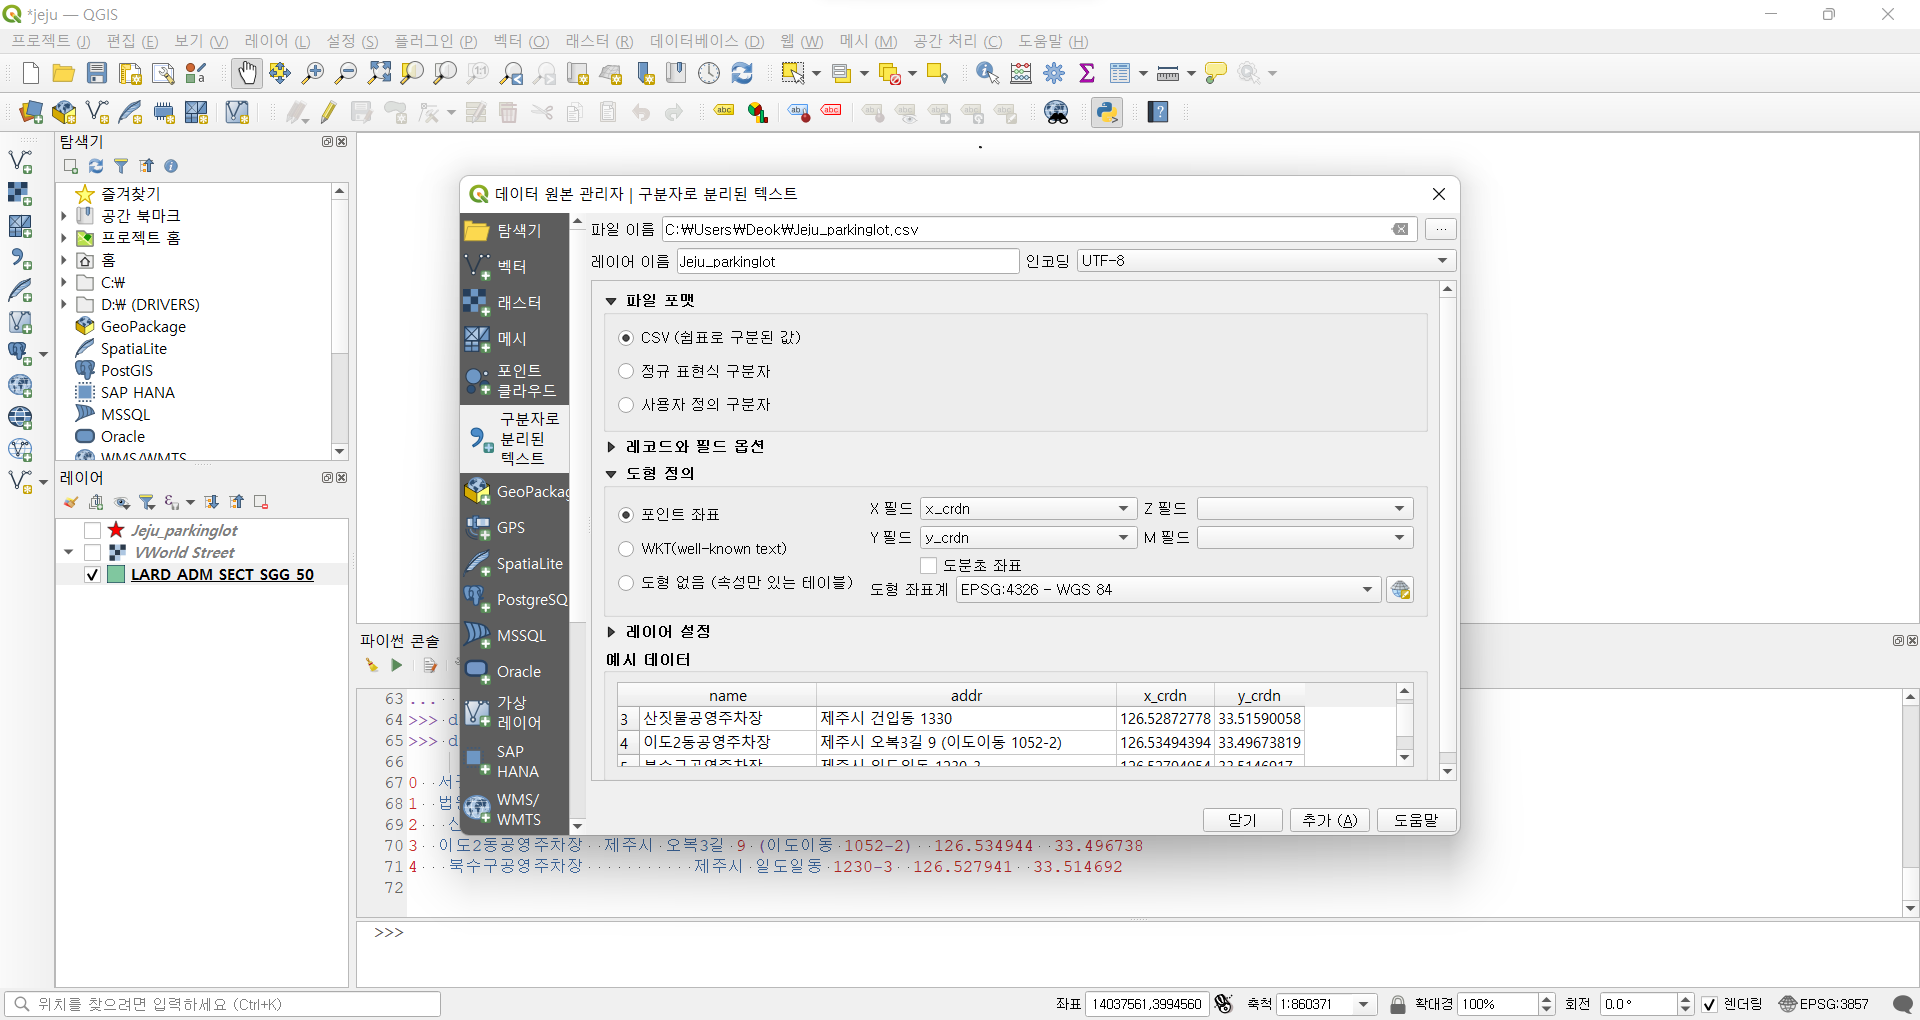 *jeju — QGIS
프로젝트 (J) 편집 (E) 보기 (V) 레이어 (L) 설정 (S) 플러그인 (P) 벡터 (O) 래스터 (R) 데이터베이스 (D) 웹 (W) 메시 (M) 공간 처리 (C) 도움말 (H)
탐색기
즐겨찾기
공간 북마크
프로젝트 홈
홈
C:₩
D:₩ (DRIVERS)
GeoPackage
SpatiaLite
PostGIS
SAP HANA
MSSQL
Oracle
WMS/WMTS
레이어
Jeju_parkinglot
VWorld Street
LARD_ADM_SECT_SGG_50
데이터 원본 관리자 | 구분자로 분리된 텍스트
탐색기
벡터
래스터
메시
포인트
클라우드
구분자로
분리된
텍스트
GeoPackag
GPS
SpatiaLite
PostgreSQ
MSSQL
Oracle
가상
레이어
SAP
HANA
WMS/
WMTS
파일 이름 C:₩Users₩Deok₩Jeju_parkinglot.csv ...
레이어 이름 Jeju_parkinglot 인코딩 UTF-8
파일 포맷
CSV (쉼표로 구분된 값)
정규 표현식 구분자
사용자 정의 구분자
레코드와 필드 옵션
도형 정의
포인트 좌표
WKT(well-known text)
도형 없음 (속성만 있는 테이블)
X 필드 x_crdn Z 필드
Y 필드 y_crdn M 필드
도분초 좌표
도형 좌표계 EPSG:4326 - WGS 84
레이어 설정
예시 데이터
name addr x_crdn y_crdn
3 산짓물공영주차장 제주시 건입동 1330 126.52872778 33.51590058
4 이도2동공영주차장 제주시 오복3길 9 (이도이동 1052-2) 126.53494394 33.49673819
닫기 추가 (A) 도움말
파이썬 콘솔
63 ...
64 >>> d
65 >>> d
66
67 0 서
68 1 법원
69 2 산
70 3 이도2동공영주차장 제주시 오복3길 9 (이도이동 1052-2) 126.534944 33.496738
71 4 북수구공영주차장 제주시 일도일동 1230-3 126.527941 33.514692
72
>>>
위치를 찾으려면 입력하세요 (Ctrl+K)
좌표 14037561,3994560 축척 1:860371 확대경 100% 회전 0.0 ° 렌더링 EPSG:3857